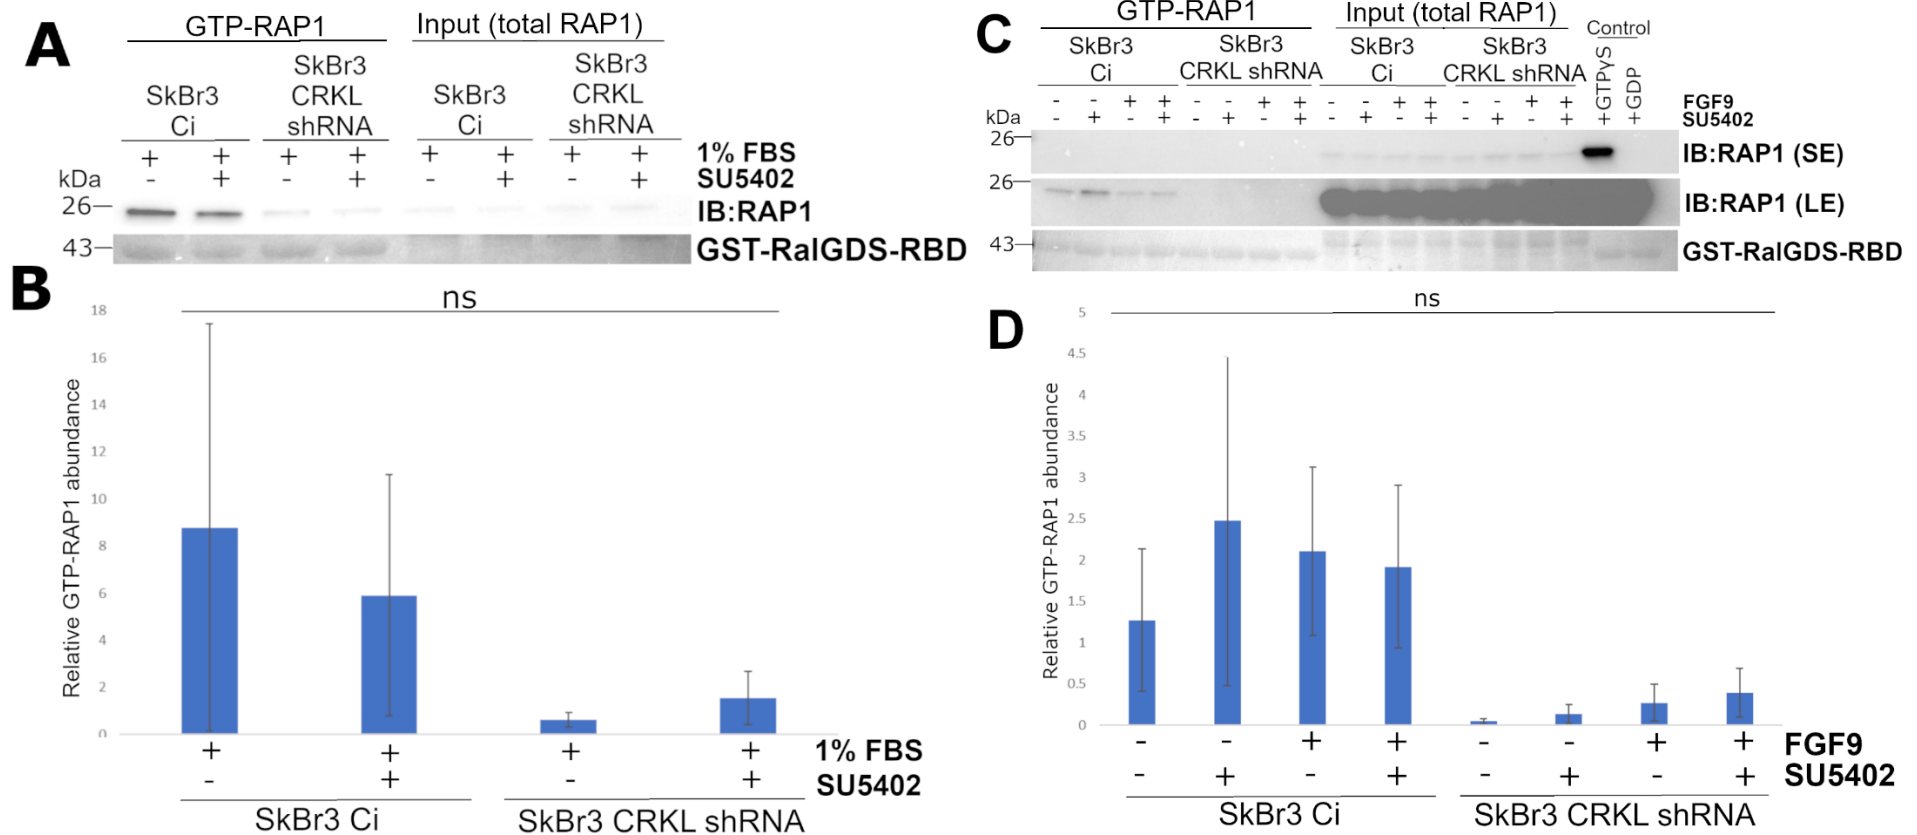 A
GTP-RAP1
Input (total RAP1)
SkBr3
Ci
SkBr3
CRKL
shRNA
SkBr3
Ci
SkBr3
CRKL
shRNA
+ + + + + + + + 1% FBS
- + - + - + - + SU5402
kDa
26
IB:RAP1
43
GST-RalGDS-RBD
B
ns
Relative GTP-RAP1 abundance
18
16
14
12
10
8
6
4
2
0
+ + + + 1% FBS
- + - + SU5402
SkBr3 Ci
SkBr3 CRKL shRNA
C
GTP-RAP1
Input (total RAP1)
Control
SkBr3
Ci
SkBr3
CRKL shRNA
SkBr3
Ci
SkBr3
CRKL shRNA
+GTPγS
+GDP
- - + + - - + + - - + + - - + + FGF9
- + - + - + - + - + - + - + - + SU5402
kDa
26
IB:RAP1 (SE)
26
IB:RAP1 (LE)
43
GST-RalGDS-RBD
D
ns
Relative GTP-RAP1 abundance
5
4.5
4
3.5
3
2.5
2
1.5
1
0.5
0
- - + + - - + + FGF9
- + - + - + - + SU5402
SkBr3 Ci
SkBr3 CRKL shRNA